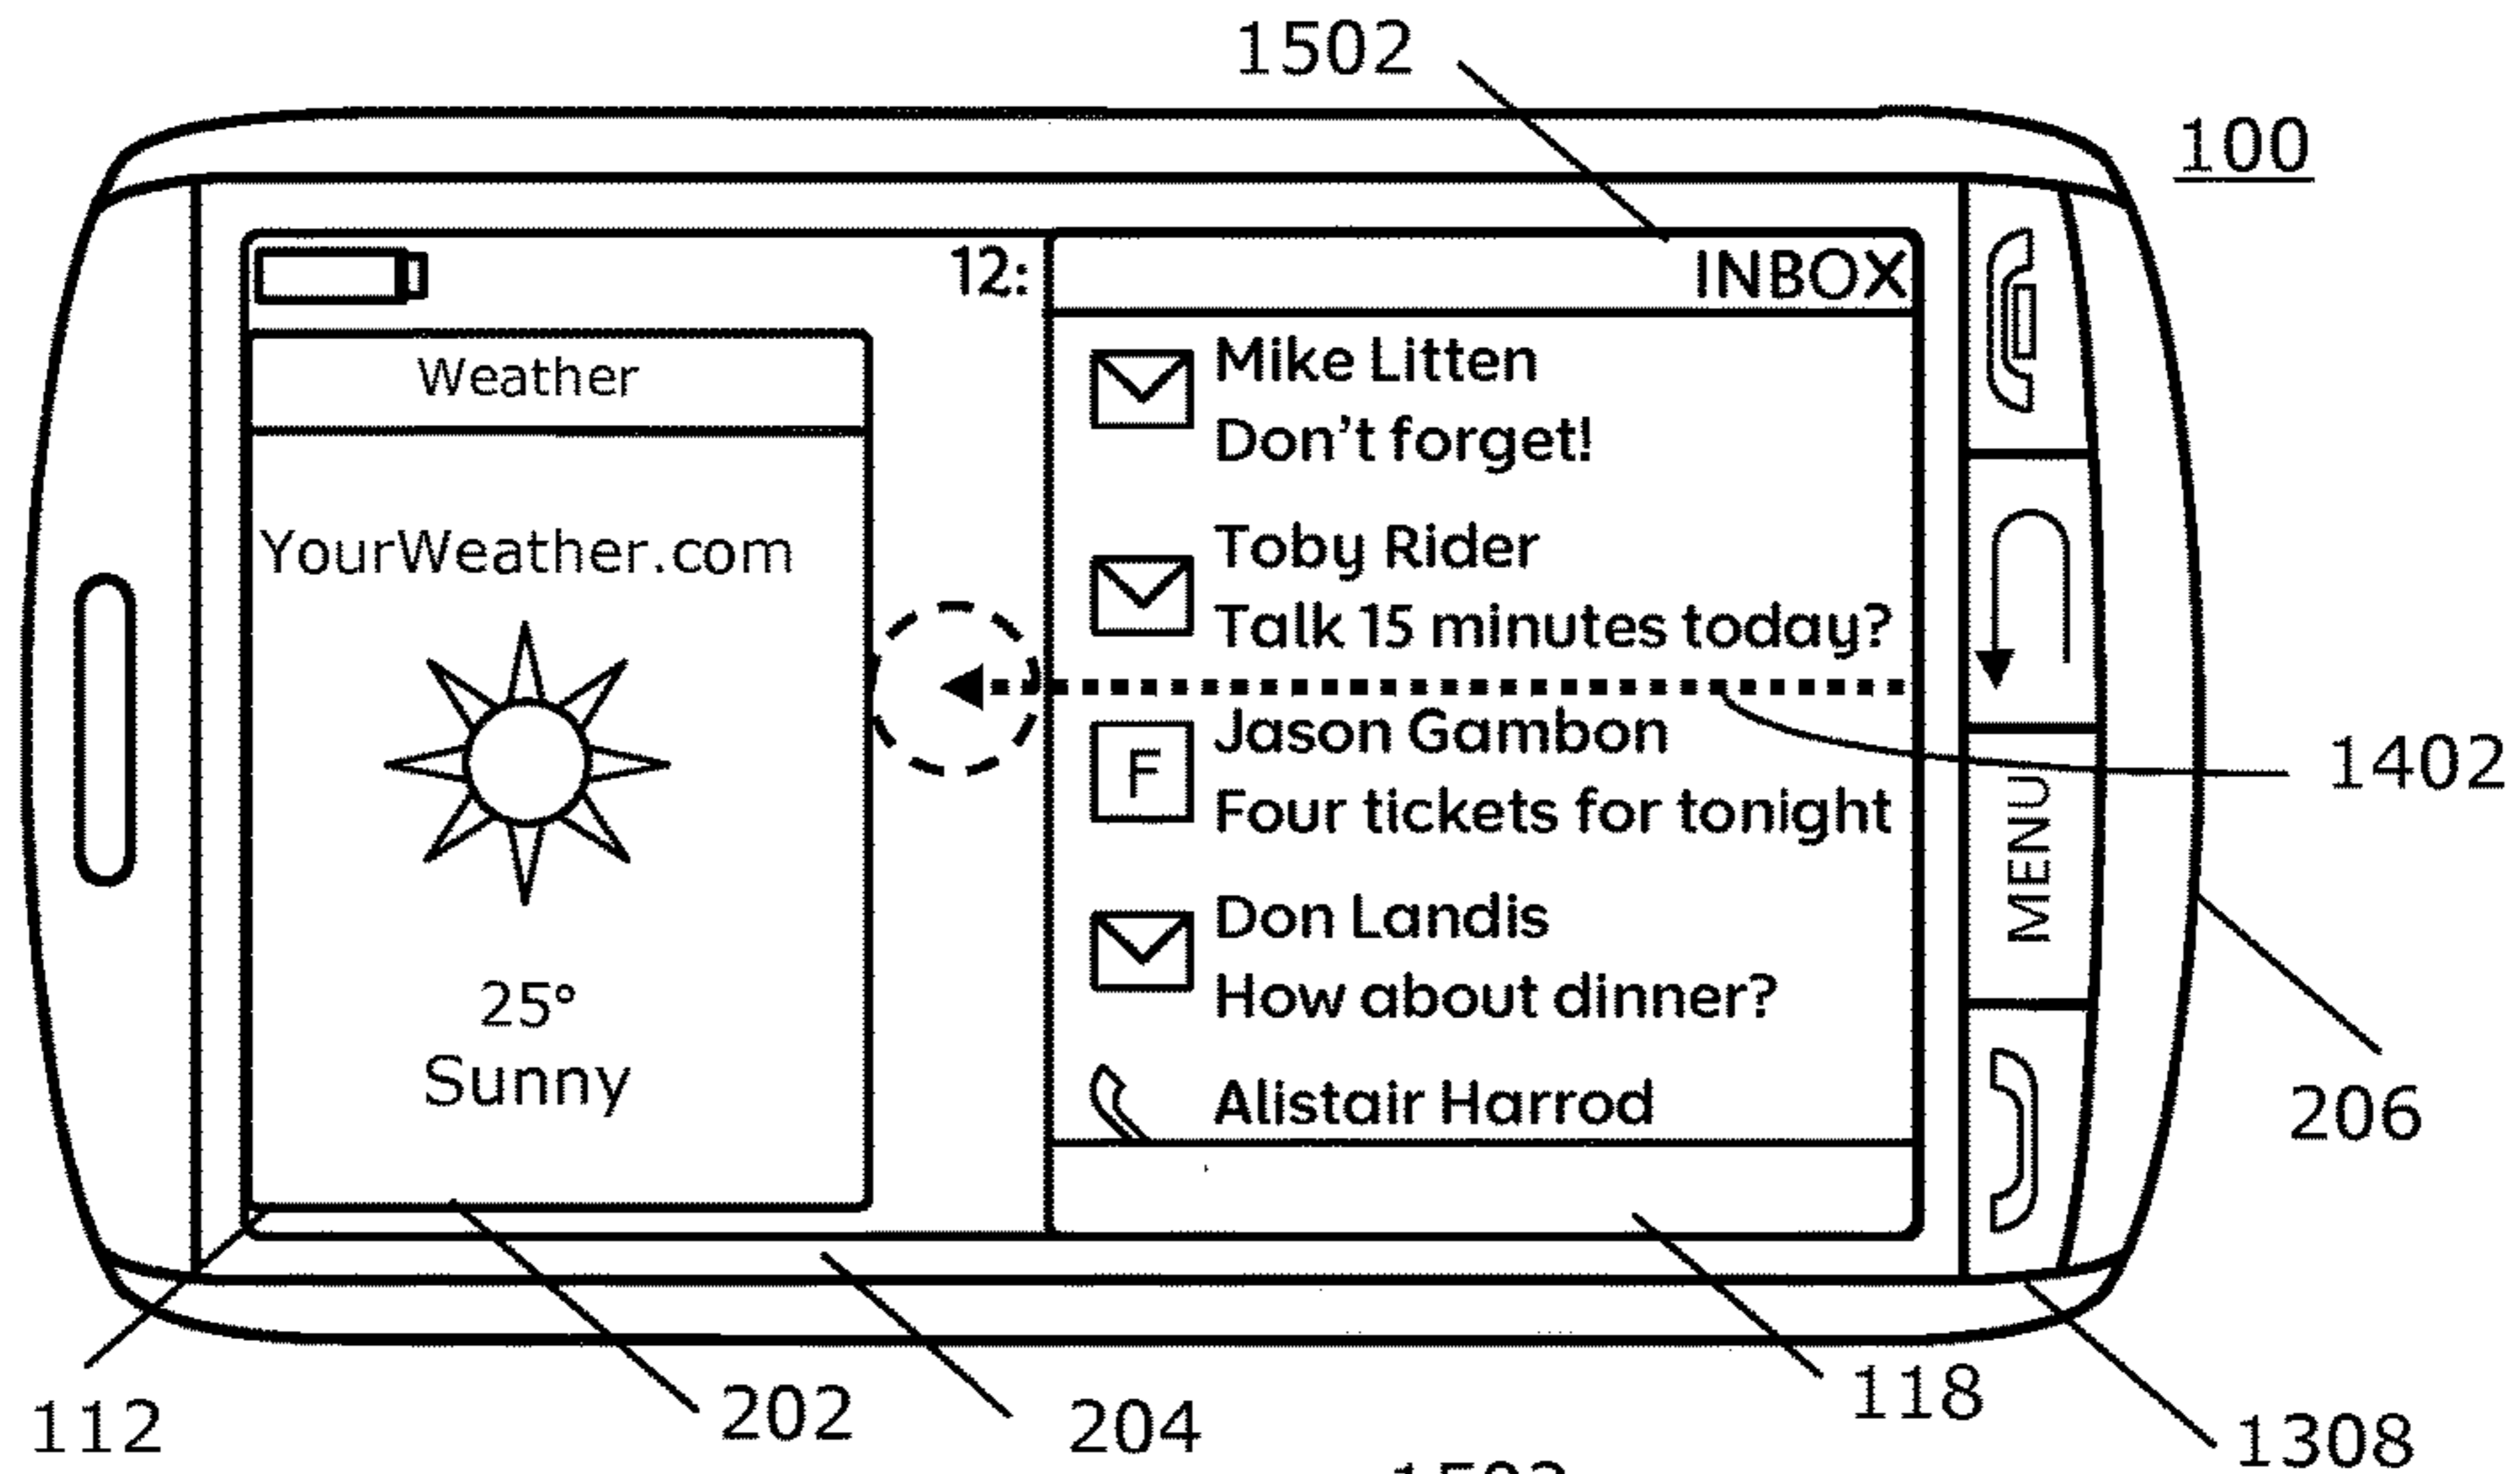 1502
100
12:
INBOX
Weather
YourWeather.com
25°
Sunny
Mike Litten
Don't forget!
Toby Rider
Talk 15 minutes today?
Jason Gambon
F
Four tickets for tonight
Don Landis
How about dinner?
Alistair Harrod
MENU
1402
206
112
202
204
118
1308